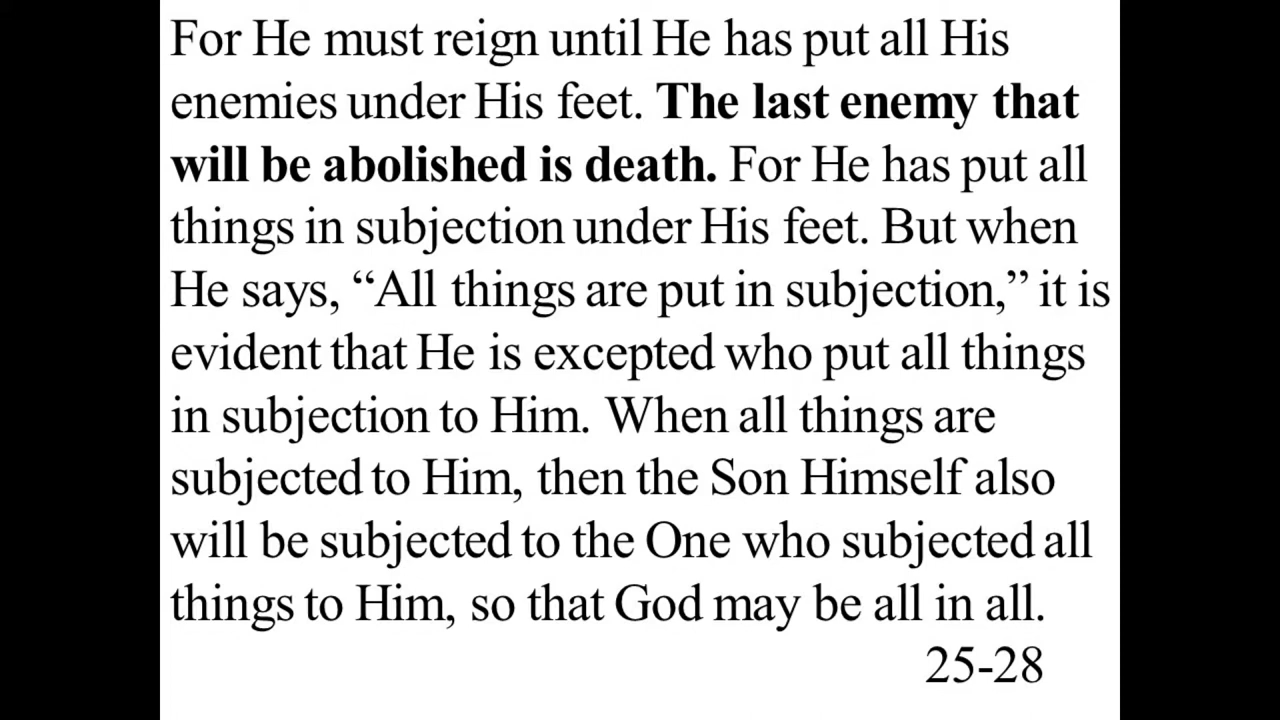 For He must reign until He has put all His
enemies under His feet. The last enemy that
will be abolished is death. For He has put all
things in subjection under His feet. But when
He says, “All things are put in subjection,” it is
evident that He is excepted who put all things
in subjection to Him. When all things are
subjected to Him, then the Son Himself also
will be subjected to the One who subjected all
things to Him, so that God may be all in all.
25-28